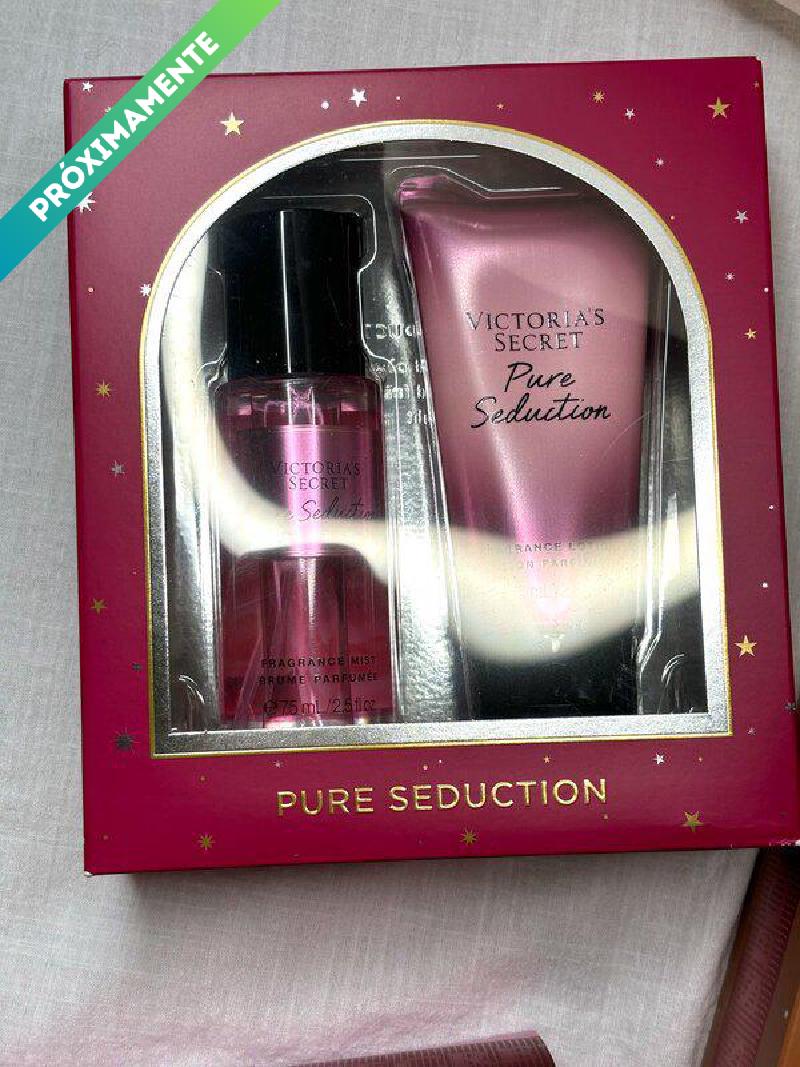 PRÓXIMAMENTE
VICTORIA'S
SECRET
Pure
Seduction
VICTORIA'S
SECRET
Seduction
FRAGRANCE MIST
BRUME PARFUMÉE
℮ 75 mL / 2.5 fl oz
PURE SEDUCTION